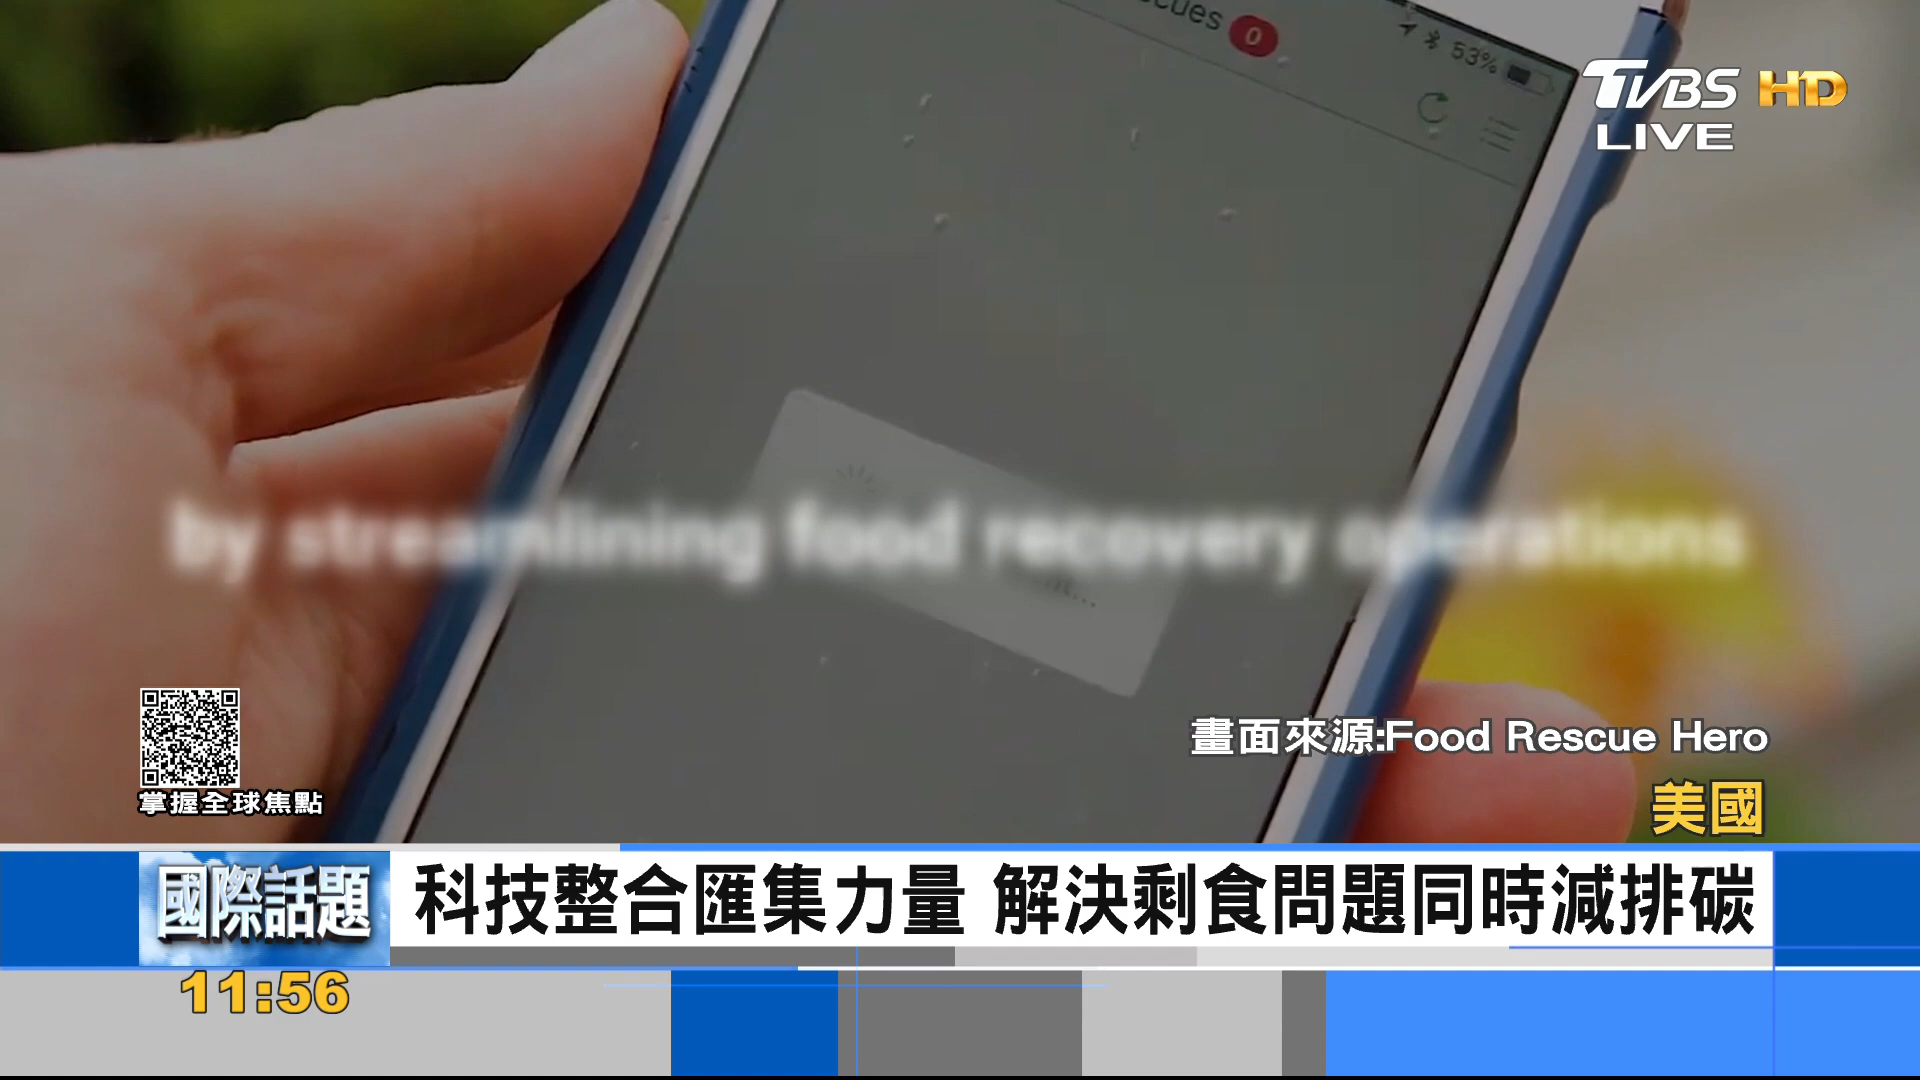 0
53%
TVBS HD
LIVE
by streamlining food recovery operations
畫面來源:Food Rescue Hero
掌握全球焦點
美國
國際話題
科技整合匯集力量 解決剩食問題同時減排碳
11:56